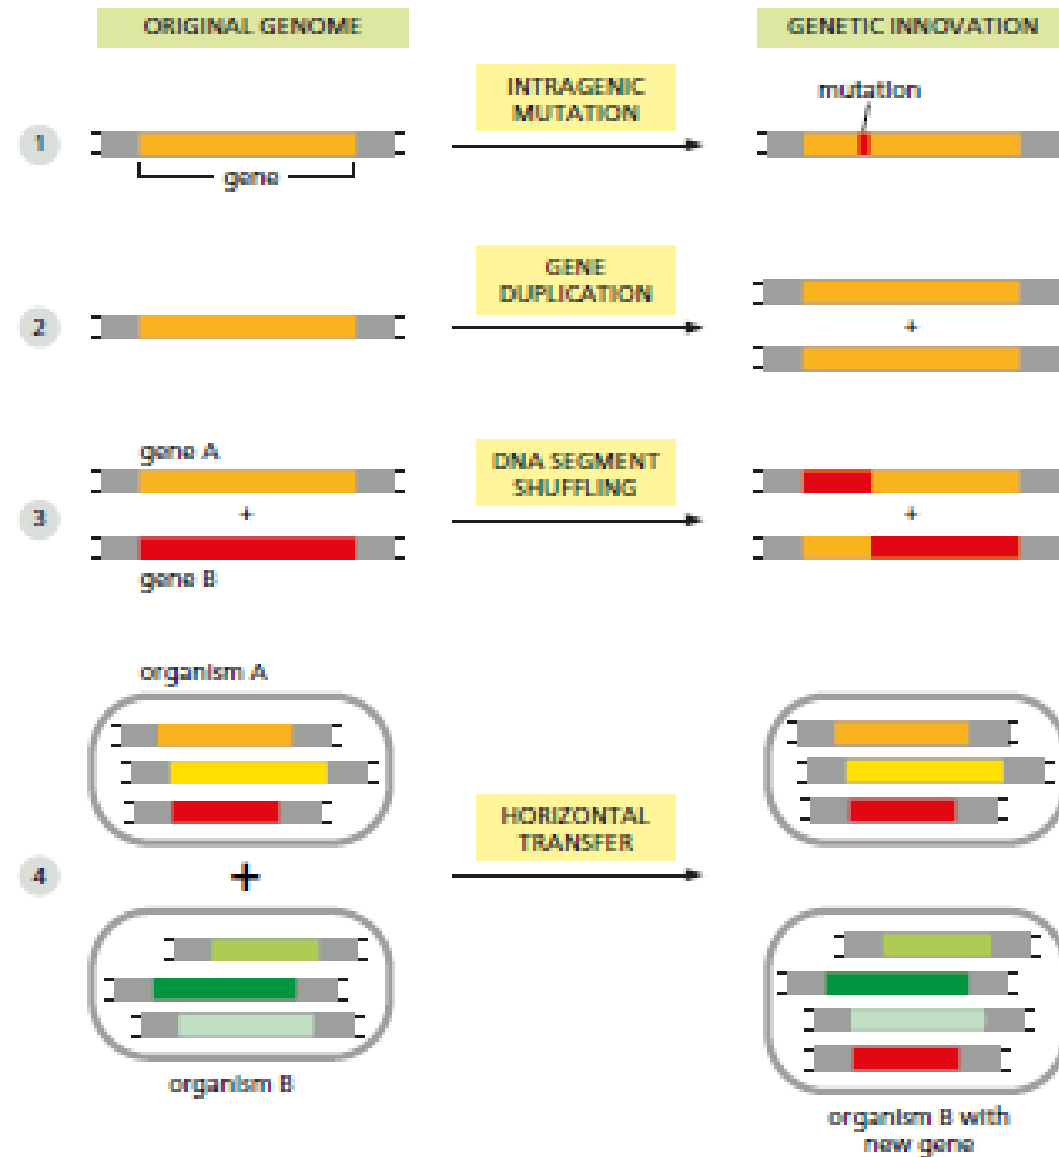 ORIGINAL GENOME
GENETIC INNOVATION
INTRAGENIC
MUTATION
mutation
1
gene
GENE
DUPLICATION
2
+
gene A
DNA SEGMENT
SHUFFLING
3
+
+
gene B
organism A
HORIZONTAL
TRANSFER
4
+
organism B
organism B with
new gene